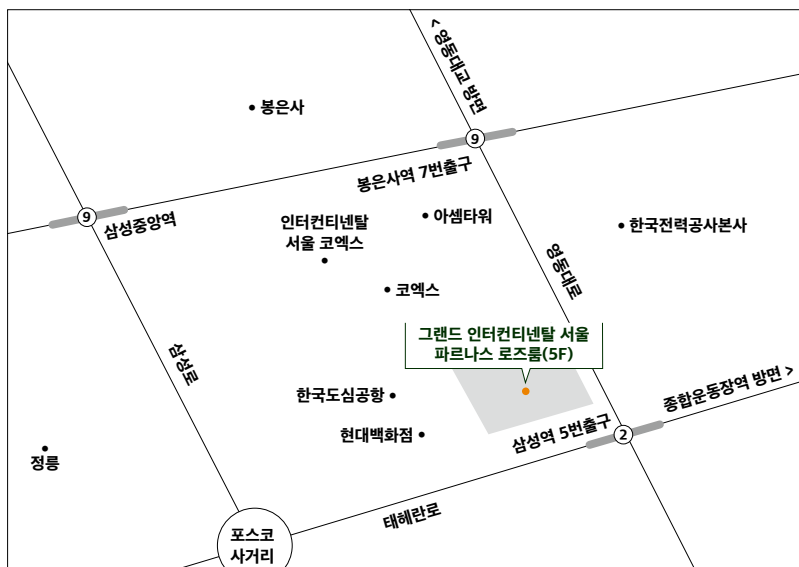 < 영동대교 방면
봉은사
9
봉은사역 7번출구
9
삼성중앙역
인터컨티넨탈
서울 코엑스
아셈타워
한국전력공사본사
영동대로
코엑스
그랜드 인터컨티넨탈 서울
파르나스 로즈룸(5F)
삼성로
한국도심공항
종합운동장역 방면 >
현대백화점
삼성역 5번출구
2
정릉
태헤란로
포스코
사거리